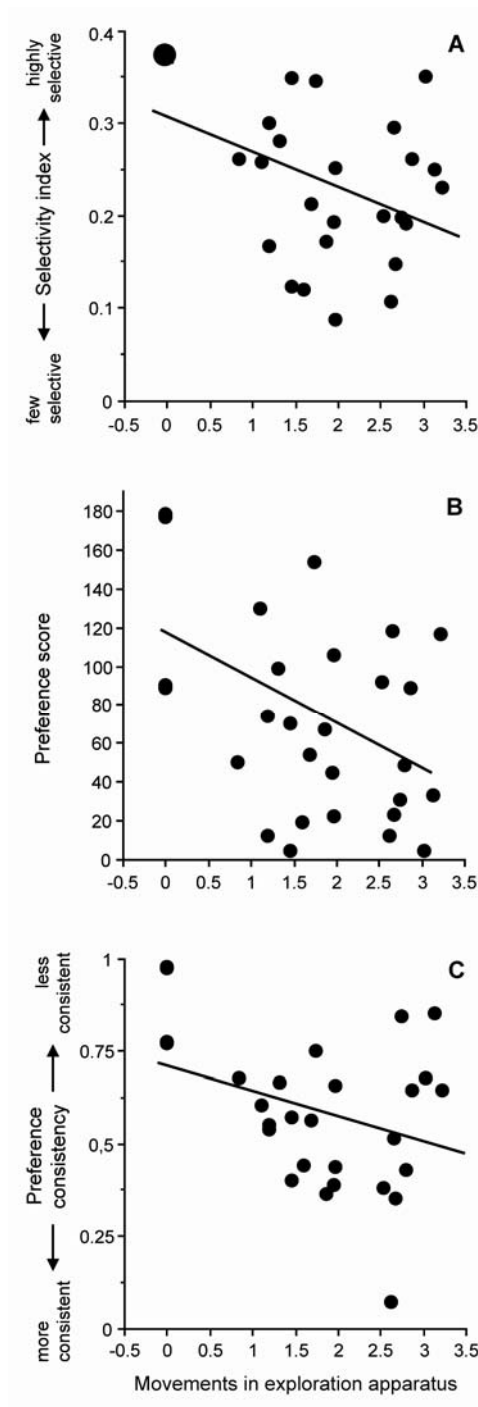 A
highly
selective
Selectivity index
few
selective
0.4
0.3
0.2
0.1
0
-0.5 0 0.5 1 1.5 2 2.5 3 3.5
B
Preference score
180
160
140
120
100
80
60
40
20
0
-0.5 0 0.5 1 1.5 2 2.5 3 3.5
C
less
consistent
Preference
consistency
more
consistent
1
0.75
0.5
0.25
0
-0.5 0 0.5 1 1.5 2 2.5 3 3.5
Movements in exploration apparatus